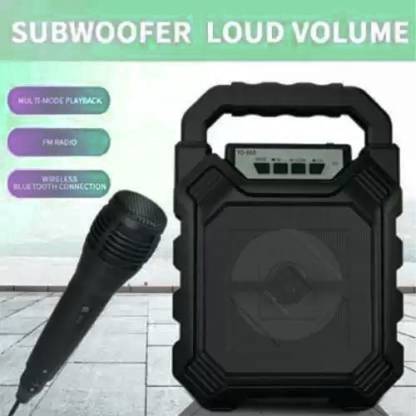 SUBWOOFER LOUD VOLUME
MULTI-MODE PLAYBACK
FM RADIO
WIRELESS
BLUETOOTH CONNECTION